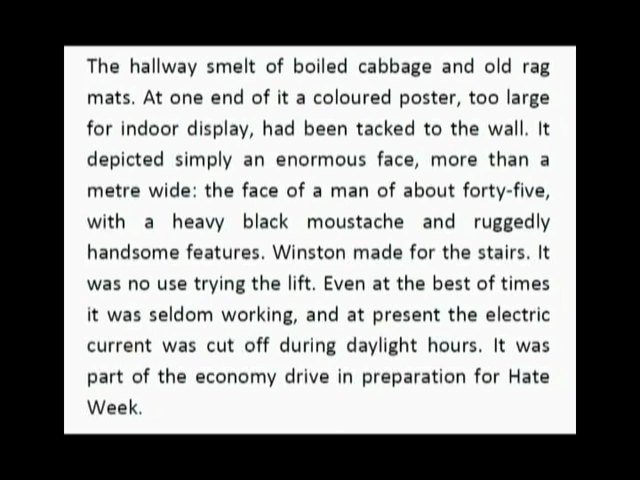 The hallway smelt of boiled cabbage and old rag
mats. At one end of it a coloured poster, too large
for indoor display, had been tacked to the wall. It
depicted simply an enormous face, more than a
metre wide: the face of a man of about forty-five,
with a heavy black moustache and ruggedly
handsome features. Winston made for the stairs. It
was no use trying the lift. Even at the best of times
it was seldom working, and at present the electric
current was cut off during daylight hours. It was
part of the economy drive in preparation for Hate
Week.